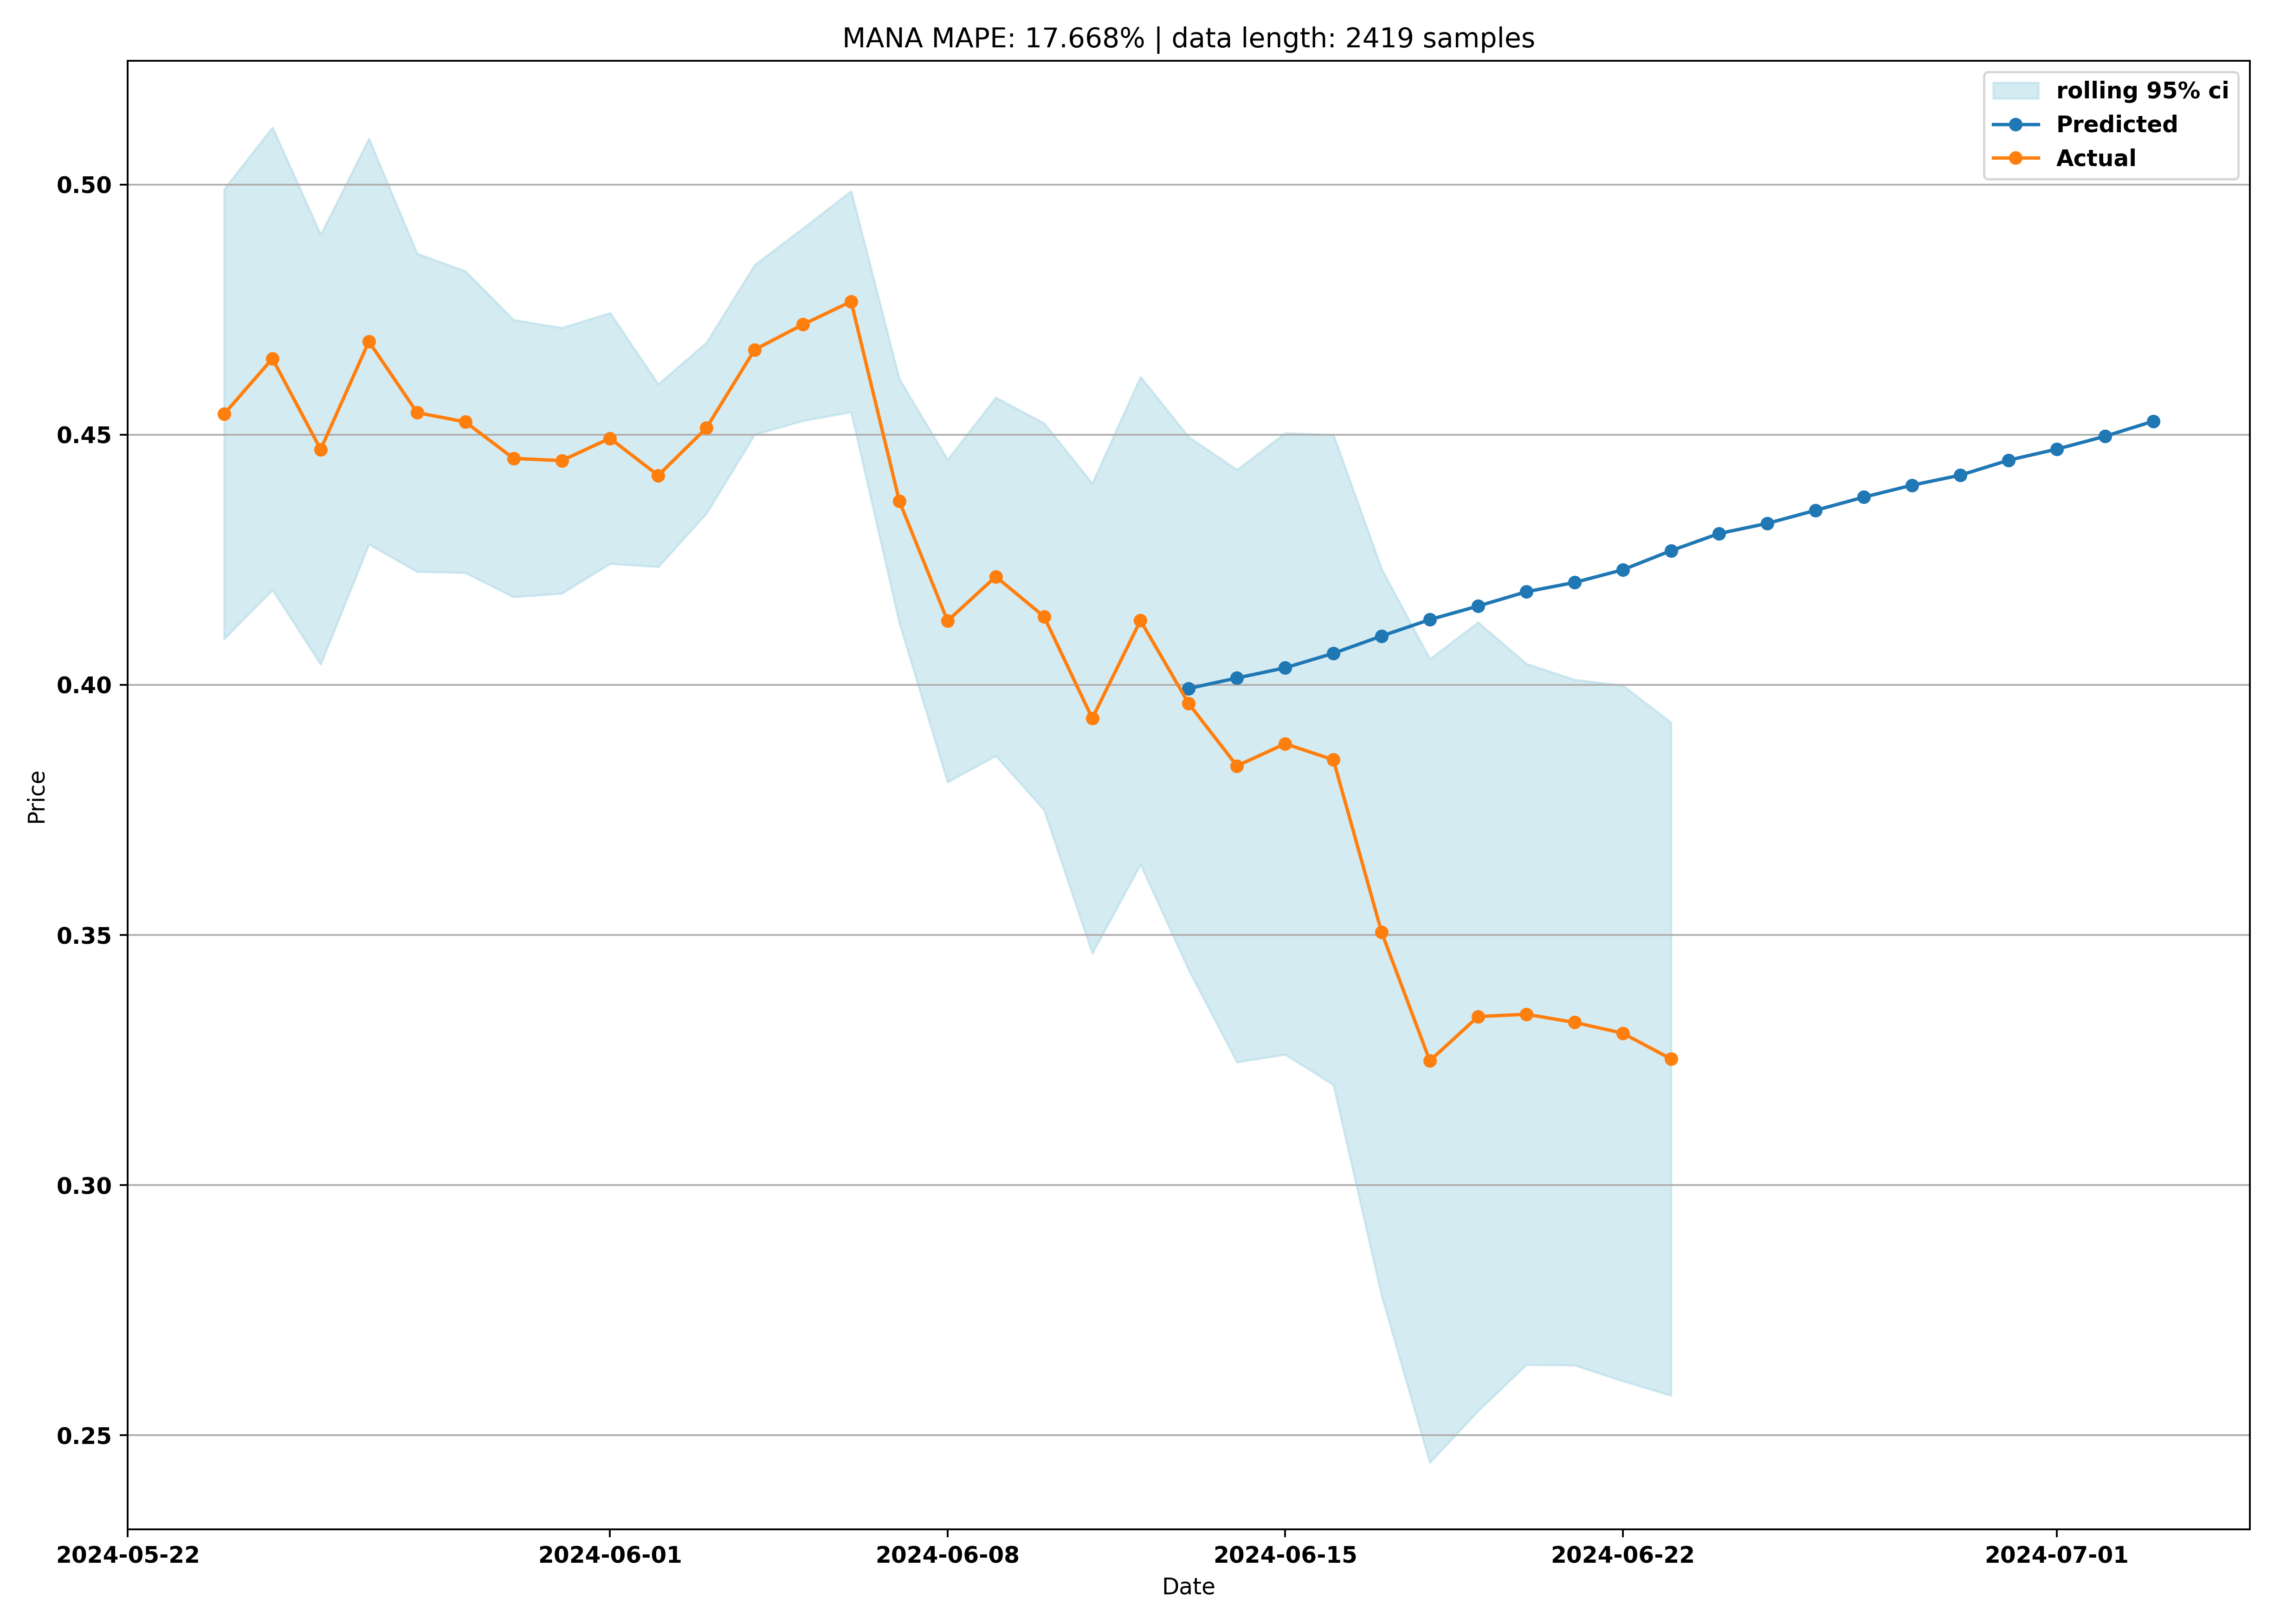 MANA MAPE: 17.668% | data length: 2419 samples
rolling 95% ci
Predicted
Actual
0.50
0.45
0.40
0.35
0.30
0.25
Price
2024-05-22
2024-06-01
2024-06-08
2024-06-15
2024-06-22
2024-07-01
Date